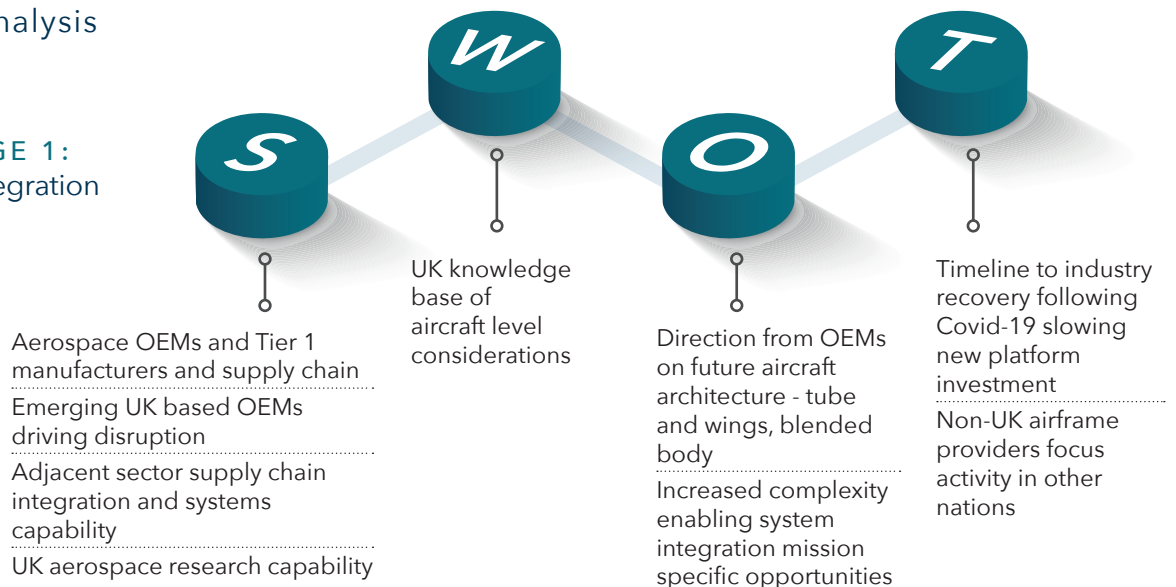 nalysis
GE 1:
egration
S
W
O
T
Aerospace OEMs and Tier 1
manufacturers and supply chain
Emerging UK based OEMs
driving disruption
Adjacent sector supply chain
integration and systems
capability
UK aerospace research capability
UK knowledge
base of
aircraft level
considerations
Direction from OEMs
on future aircraft
architecture - tube
and wings, blended
body
Increased complexity
enabling system
integration mission
specific opportunities
Timeline to industry
recovery following
Covid-19 slowing
new platform
investment
Non-UK airframe
providers focus
activity in other
nations